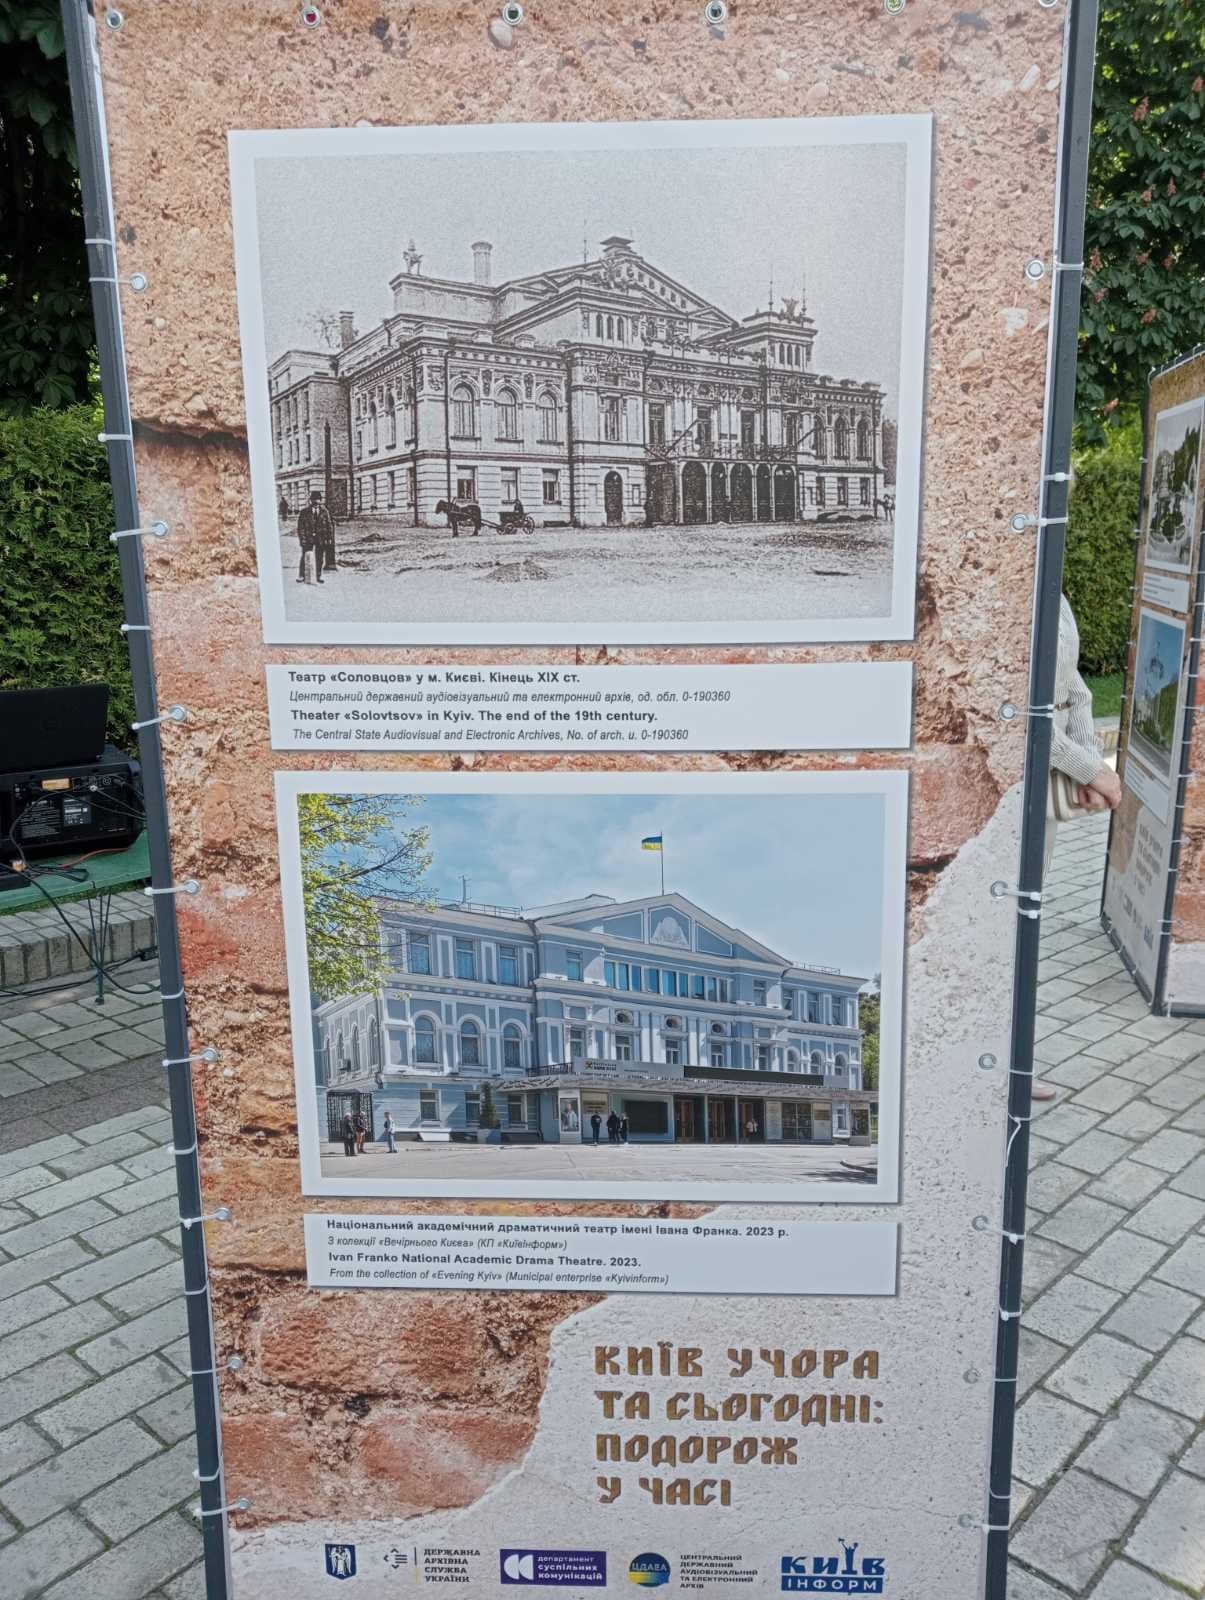 Театр «Соловцов» у м. Києві. Кінець XIX ст.
Центральний державний аудіовізуальний та електронний архів, од. обл. 0-190360
Theater «Solovtsov» in Kyiv. The end of the 19th century.
The Central State Audiovisual and Electronic Archives, No. of arch. u. 0-190360
Національний академічний драматичний театр імені Івана Франка. 2023 р.
З колекції «Вечірнього Києва» (КП «Київінформ»)
Ivan Franko National Academic Drama Theatre. 2023.
From the collection of «Evening Kyiv» (Municipal enterprise «Kyivinform»)
КИЇВ УЧОРА
ТА СЬОГОДНІ:
ПОДОРОЖ
У ЧАСІ
ДЕРЖАВНА
АРХІВНА
СЛУЖБА
УКРАЇНИ
департамент
суспільних
комунікацій
ЦДАЕА
ЦЕНТРАЛЬНИЙ
ДЕРЖАВНИЙ
АУДІОВІЗУАЛЬНИЙ
ТА ЕЛЕКТРОННИЙ
АРХІВ
КИЇВ
ІНФОРМ